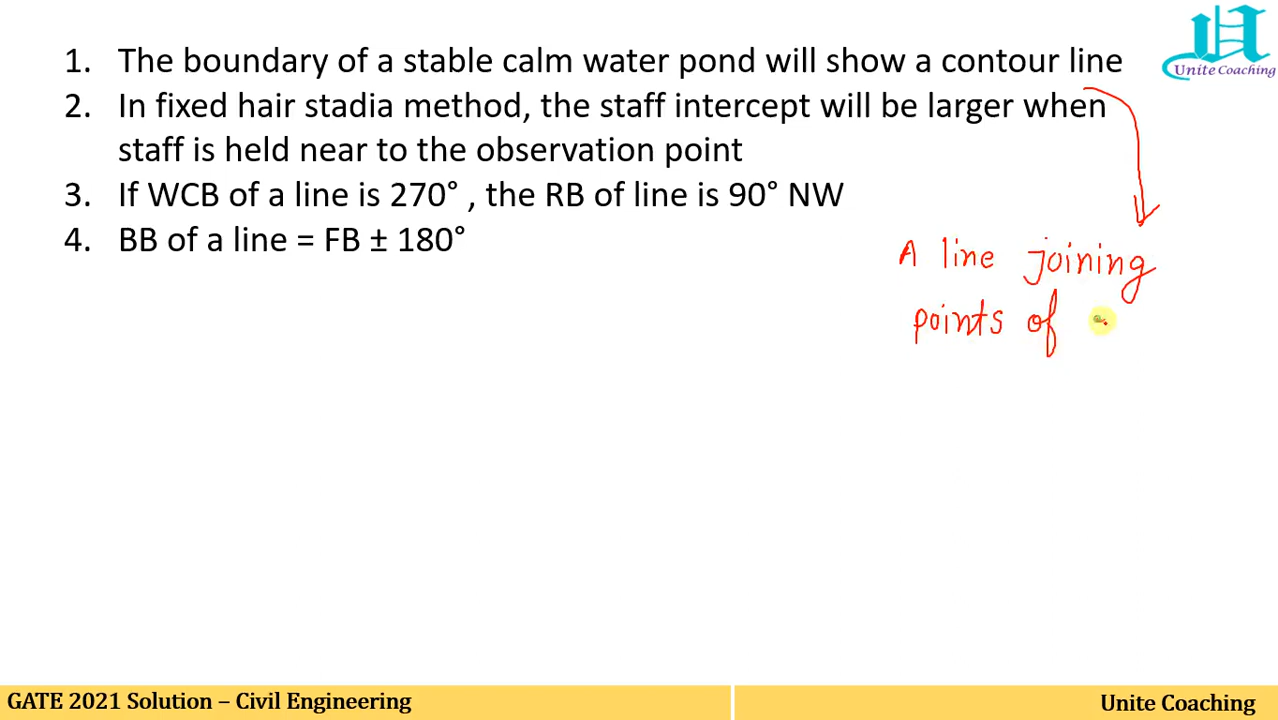 Unite Coaching
1. The boundary of a stable calm water pond will show a contour line
2. In fixed hair stadia method, the staff intercept will be larger when
staff is held near to the observation point
3. If WCB of a line is 270° , the RB of line is 90° NW
4. BB of a line = FB ± 180°
A line joining
points of
GATE 2021 Solution – Civil Engineering
Unite Coaching